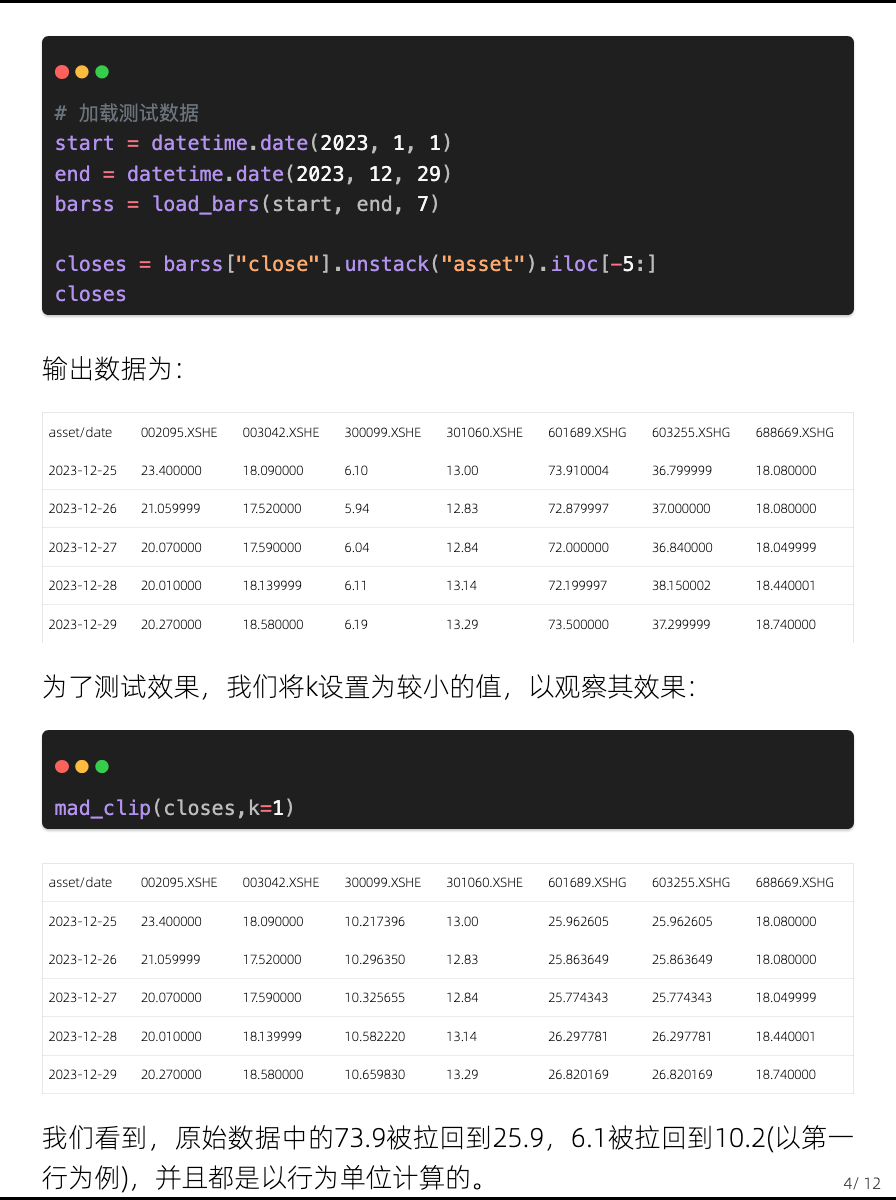 # 加载测试数据
start = datetime.date(2023, 1, 1)
end = datetime.date(2023, 12, 29)
barss = load_bars(start, end, 7)
closes = barss["close"].unstack("asset").iloc[-5:]
closes
输出数据为：
asset/date 002095.XSHE 003042.XSHE 300099.XSHE 301060.XSHE 601689.XSHG 603255.XSHG 688669.XSHG
2023-12-25 23.400000 18.090000 6.10 13.00 73.910004 36.799999 18.080000
2023-12-26 21.059999 17.520000 5.94 12.83 72.879997 37.000000 18.080000
2023-12-27 20.070000 17.590000 6.04 12.84 72.000000 36.840000 18.049999
2023-12-28 20.010000 18.139999 6.11 13.14 72.199997 38.150002 18.440001
2023-12-29 20.270000 18.580000 6.19 13.29 73.500000 37.299999 18.740000
为了测试效果，我们将k设置为较小的值，以观察其效果：
mad_clip(closes,k=1)
asset/date 002095.XSHE 003042.XSHE 300099.XSHE 301060.XSHE 601689.XSHG 603255.XSHG 688669.XSHG
2023-12-25 23.400000 18.090000 10.217396 13.00 25.962605 25.962605 18.080000
2023-12-26 21.059999 17.520000 10.296350 12.83 25.863649 25.863649 18.080000
2023-12-27 20.070000 17.590000 10.325655 12.84 25.774343 25.774343 18.049999
2023-12-28 20.010000 18.139999 10.582220 13.14 26.297781 26.297781 18.440001
2023-12-29 20.270000 18.580000 10.659830 13.29 26.820169 26.820169 18.740000
我们看到，原始数据中的73.9被拉回到25.9，6.1被拉回到10.2(以第一
行为例)，并且都是以行为单位计算的。
4/ 12